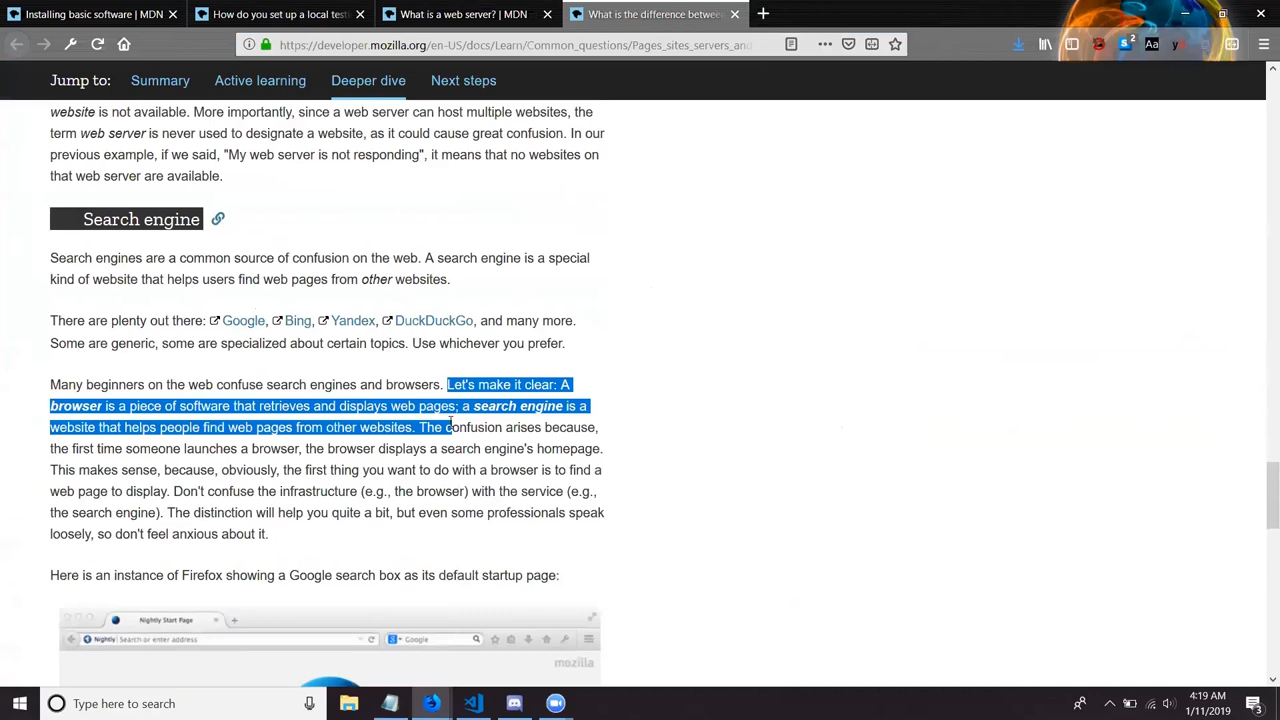 Installing basic software | MDN
How do you set up a local test
What is a web server? | MDN
What is the difference betwee
https://developer.mozilla.org/en-US/docs/Learn/Common_questions/Pages_sites_servers_and
2
Aa
Jump to:
Summary
Active learning
Deeper dive
Next steps
website is not available. More importantly, since a web server can host multiple websites, the
term web server is never used to designate a website, as it could cause great confusion. In our
previous example, if we said, "My web server is not responding", it means that no websites on
that web server are available.
Search engine
Search engines are a common source of confusion on the web. A search engine is a special
kind of website that helps users find web pages from other websites.
There are plenty out there: Google, Bing, Yandex, DuckDuckGo, and many more.
Some are generic, some are specialized about certain topics. Use whichever you prefer.
Many beginners on the web confuse search engines and browsers. Let's make it clear: A
browser is a piece of software that retrieves and displays web pages; a search engine is a
website that helps people find web pages from other websites. The confusion arises because,
the first time someone launches a browser, the browser displays a search engine's homepage.
This makes sense, because, obviously, the first thing you want to do with a browser is to find a
web page to display. Don't confuse the infrastructure (e.g., the browser) with the service (e.g.,
the search engine). The distinction will help you quite a bit, but even some professionals speak
loosely, so don't feel anxious about it.
Here is an instance of Firefox showing a Google search box as its default startup page:
Nightly Start Page
Nightly Search or enter address
Google
mozilla
Type here to search
4:19 AM
1/11/2019
3